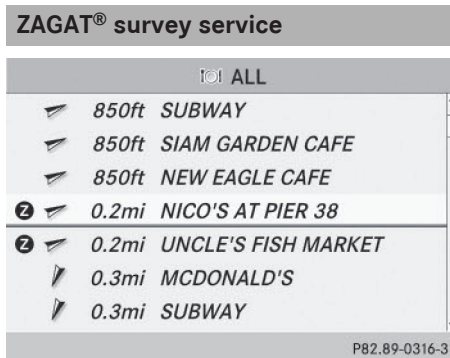 ZAGAT® survey service
ALL
850ft SUBWAY
850ft SIAM GARDEN CAFE
850ft NEW EAGLE CAFE
Z 0.2mi NICO'S AT PIER 38
Z 0.2mi UNCLE'S FISH MARKET
0.3mi MCDONALD'S
0.3mi SUBWAY
P82.89-0316-3